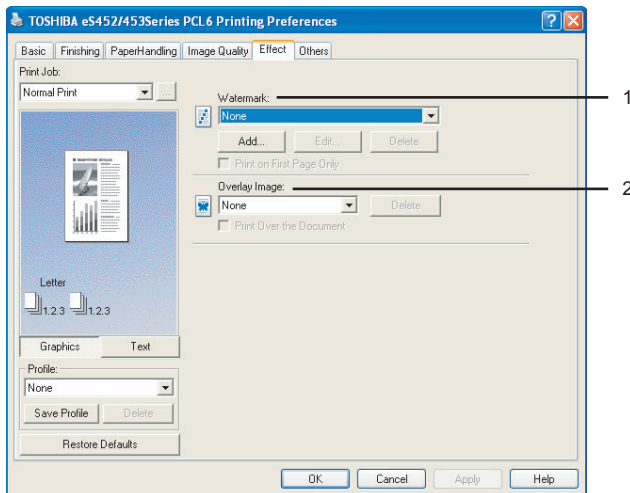 TOSHIBA eS452/453Series PCL6 Printing Preferences
Basic Finishing PaperHandling Image Quality Effect Others
Print Job:
Normal Print ...
Watermark: 1
None
Add... Edit... Delete
Print on First Page Only
Overlay Image: 2
None Delete
Print Over the Document
Letter
1.2.3 1.2.3
Graphics Text
Profile:
None
Save Profile Delete
Restore Defaults
OK Cancel Apply Help